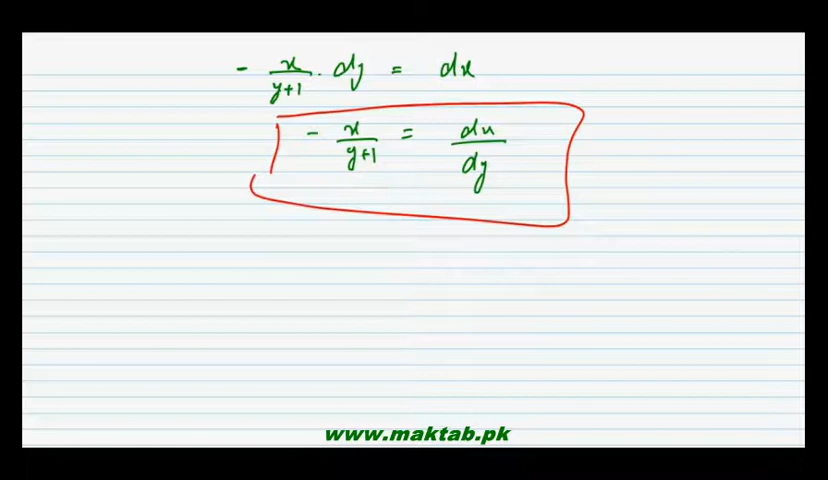 - x/(y+1) . dy = dx
- x/(y+1) = dx/dy
www.maktab.pk